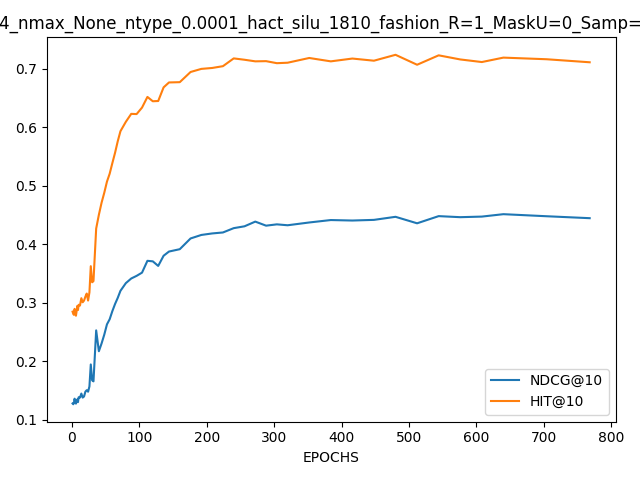 4_nmax_None_ntype_0.0001_hact_silu_1810_fashion_R=1_MaskU=0_Samp=
0.7
0.6
0.5
0.4
0.3
0.2
0.1
NDCG@10
HIT@10
0 100 200 300 400 500 600 700 800
EPOCHS